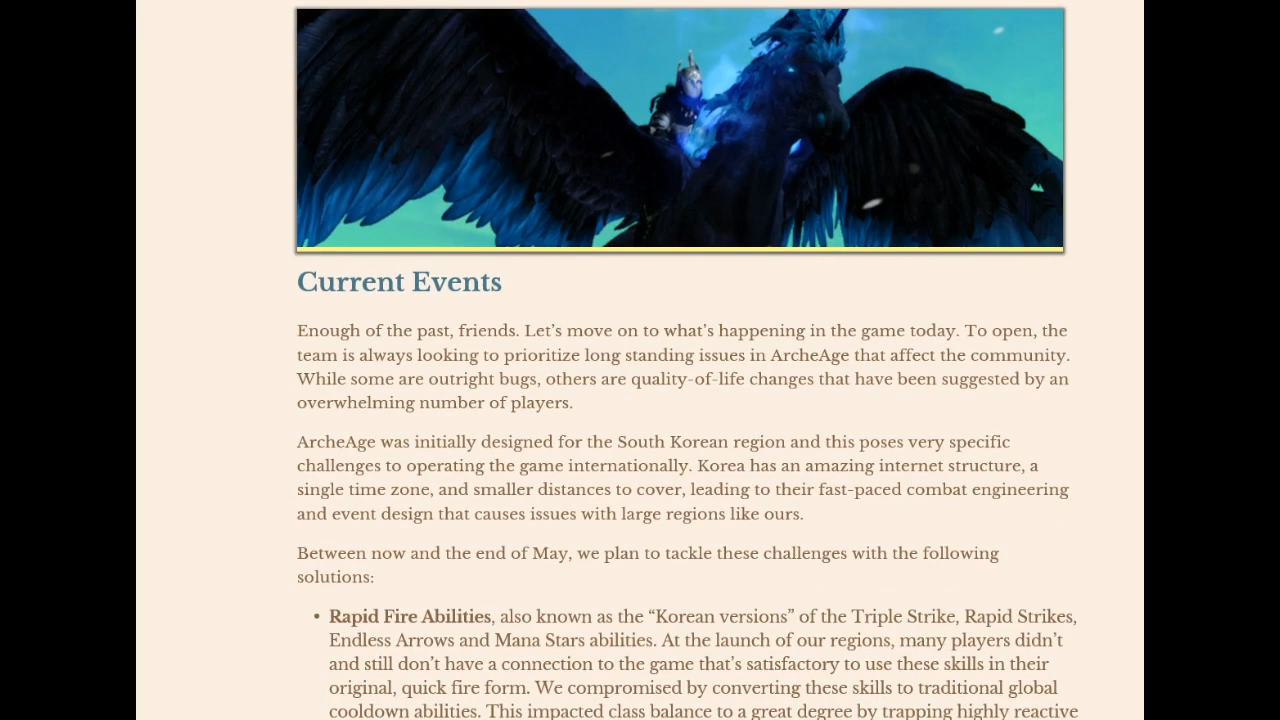 Current Events
Enough of the past, friends. Let’s move on to what’s happening in the game today. To open, the
team is always looking to prioritize long standing issues in ArcheAge that affect the community.
While some are outright bugs, others are quality-of-life changes that have been suggested by an
overwhelming number of players.
ArcheAge was initially designed for the South Korean region and this poses very specific
challenges to operating the game internationally. Korea has an amazing internet structure, a
single time zone, and smaller distances to cover, leading to their fast-paced combat engineering
and event design that causes issues with large regions like ours.
Between now and the end of May, we plan to tackle these challenges with the following
solutions:
• Rapid Fire Abilities, also known as the “Korean versions” of the Triple Strike, Rapid Strikes,
Endless Arrows and Mana Stars abilities. At the launch of our regions, many players didn’t
and still don’t have a connection to the game that’s satisfactory to use these skills in their
original, quick fire form. We compromised by converting these skills to traditional global
cooldown abilities. This impacted class balance to a great degree by trapping highly reactive